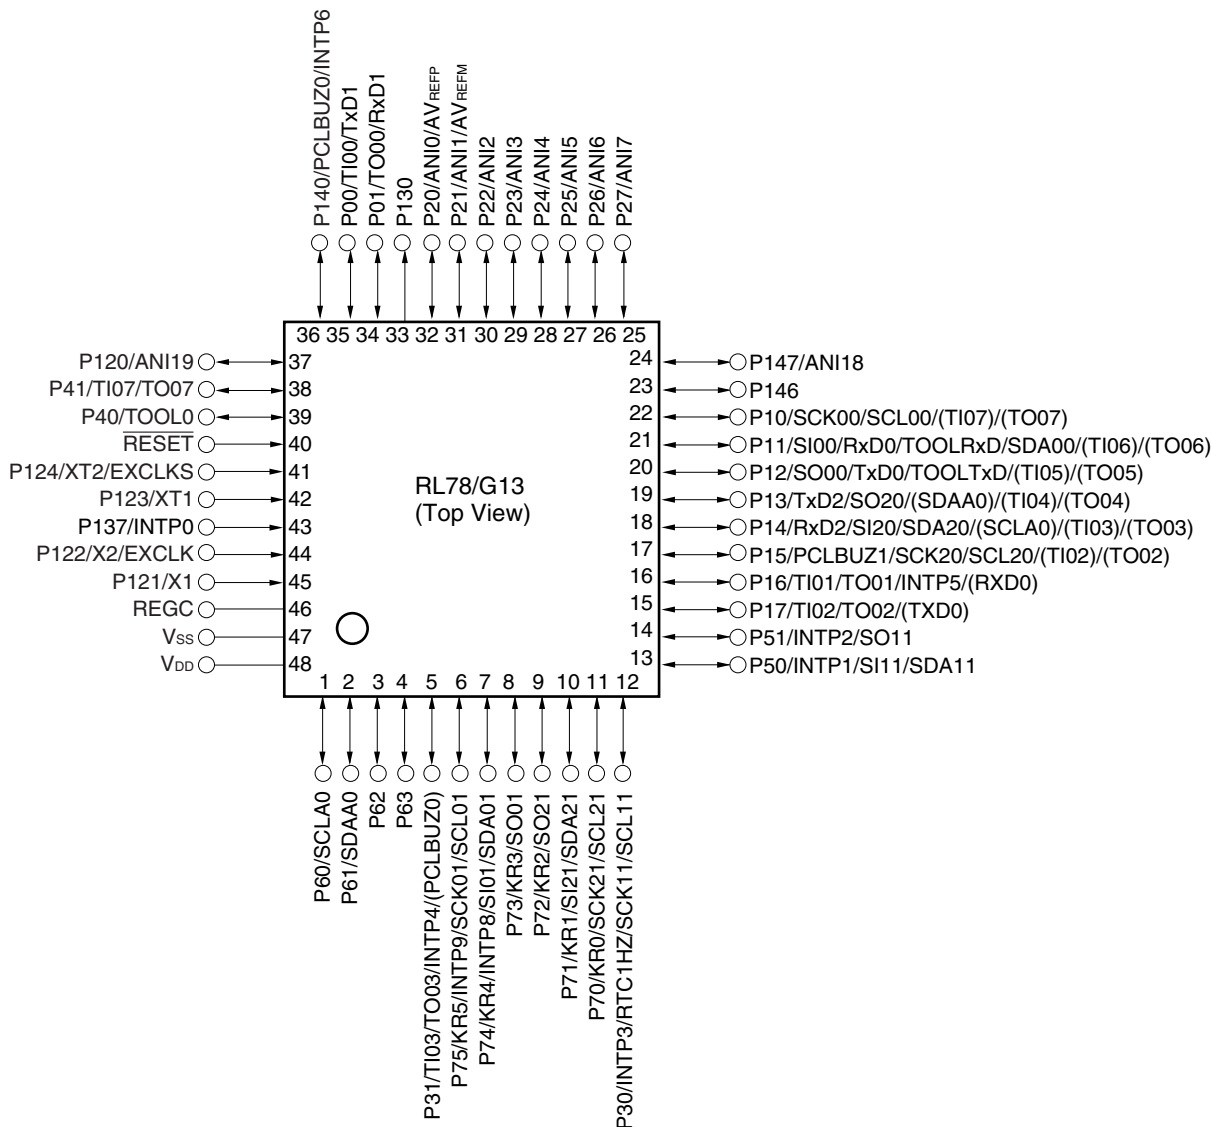 P140/PCLBUZ0/INTP6
P00/TI00/TxD1
P01/TO00/RxD1
P130
P20/ANI0/AVREFP
P21/ANI1/AVREFM
P22/ANI2
P23/ANI3
P24/ANI4
P25/ANI5
P26/ANI6
P27/ANI7
36 35 34 33 32 31 30 29 28 27 26 25
P120/ANI19 37
P41/TI07/TO07 38
P40/TOOL0 39
RESET 40
P124/XT2/EXCLKS 41
P123/XT1 42
P137/INTP0 43
P122/X2/EXCLK 44
P121/X1 45
REGC 46
VSS 47
VDD 48
RL78/G13
(Top View)
24 P147/ANI18
23 P146
22 P10/SCK00/SCL00/(TI07)/(TO07)
21 P11/SI00/RxD0/TOOLRxD/SDA00/(TI06)/(TO06)
20 P12/SO00/TxD0/TOOLTxD/(TI05)/(TO05)
19 P13/TxD2/SO20/(SDAA0)/(TI04)/(TO04)
18 P14/RxD2/SI20/SDA20/(SCLA0)/(TI03)/(TO03)
17 P15/PCLBUZ1/SCK20/SCL20/(TI02)/(TO02)
16 P16/TI01/TO01/INTP5/(RXD0)
15 P17/TI02/TO02/(TXD0)
14 P51/INTP2/SO11
13 P50/INTP1/SI11/SDA11
1 2 3 4 5 6 7 8 9 10 11 12
P60/SCLA0
P61/SDAA0
P62
P63
P31/TI03/TO03/INTP4/(PCLBUZ0)
P75/KR5/INTP9/SCK01/SCL01
P74/KR4/INTP8/SI01/SDA01
P73/KR3/SO01
P72/KR2/SO21
P71/KR1/SI21/SDA21
P70/KR0/SCK21/SCL21
P30/INTP3/RTC1HZ/SCK11/SCL11